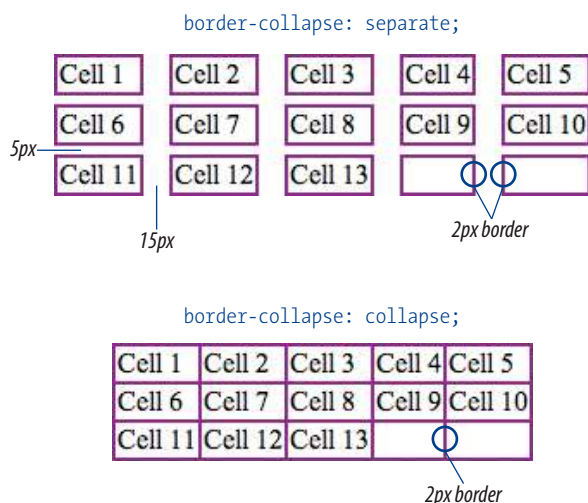 border-collapse: separate;
Cell 1 Cell 2 Cell 3 Cell 4 Cell 5
Cell 6 Cell 7 Cell 8 Cell 9 Cell 10
5px
Cell 11 Cell 12 Cell 13
15px
2px border
border-collapse: collapse;
Cell 1 Cell 2 Cell 3 Cell 4 Cell 5
Cell 6 Cell 7 Cell 8 Cell 9 Cell 10
Cell 11 Cell 12 Cell 13
2px border